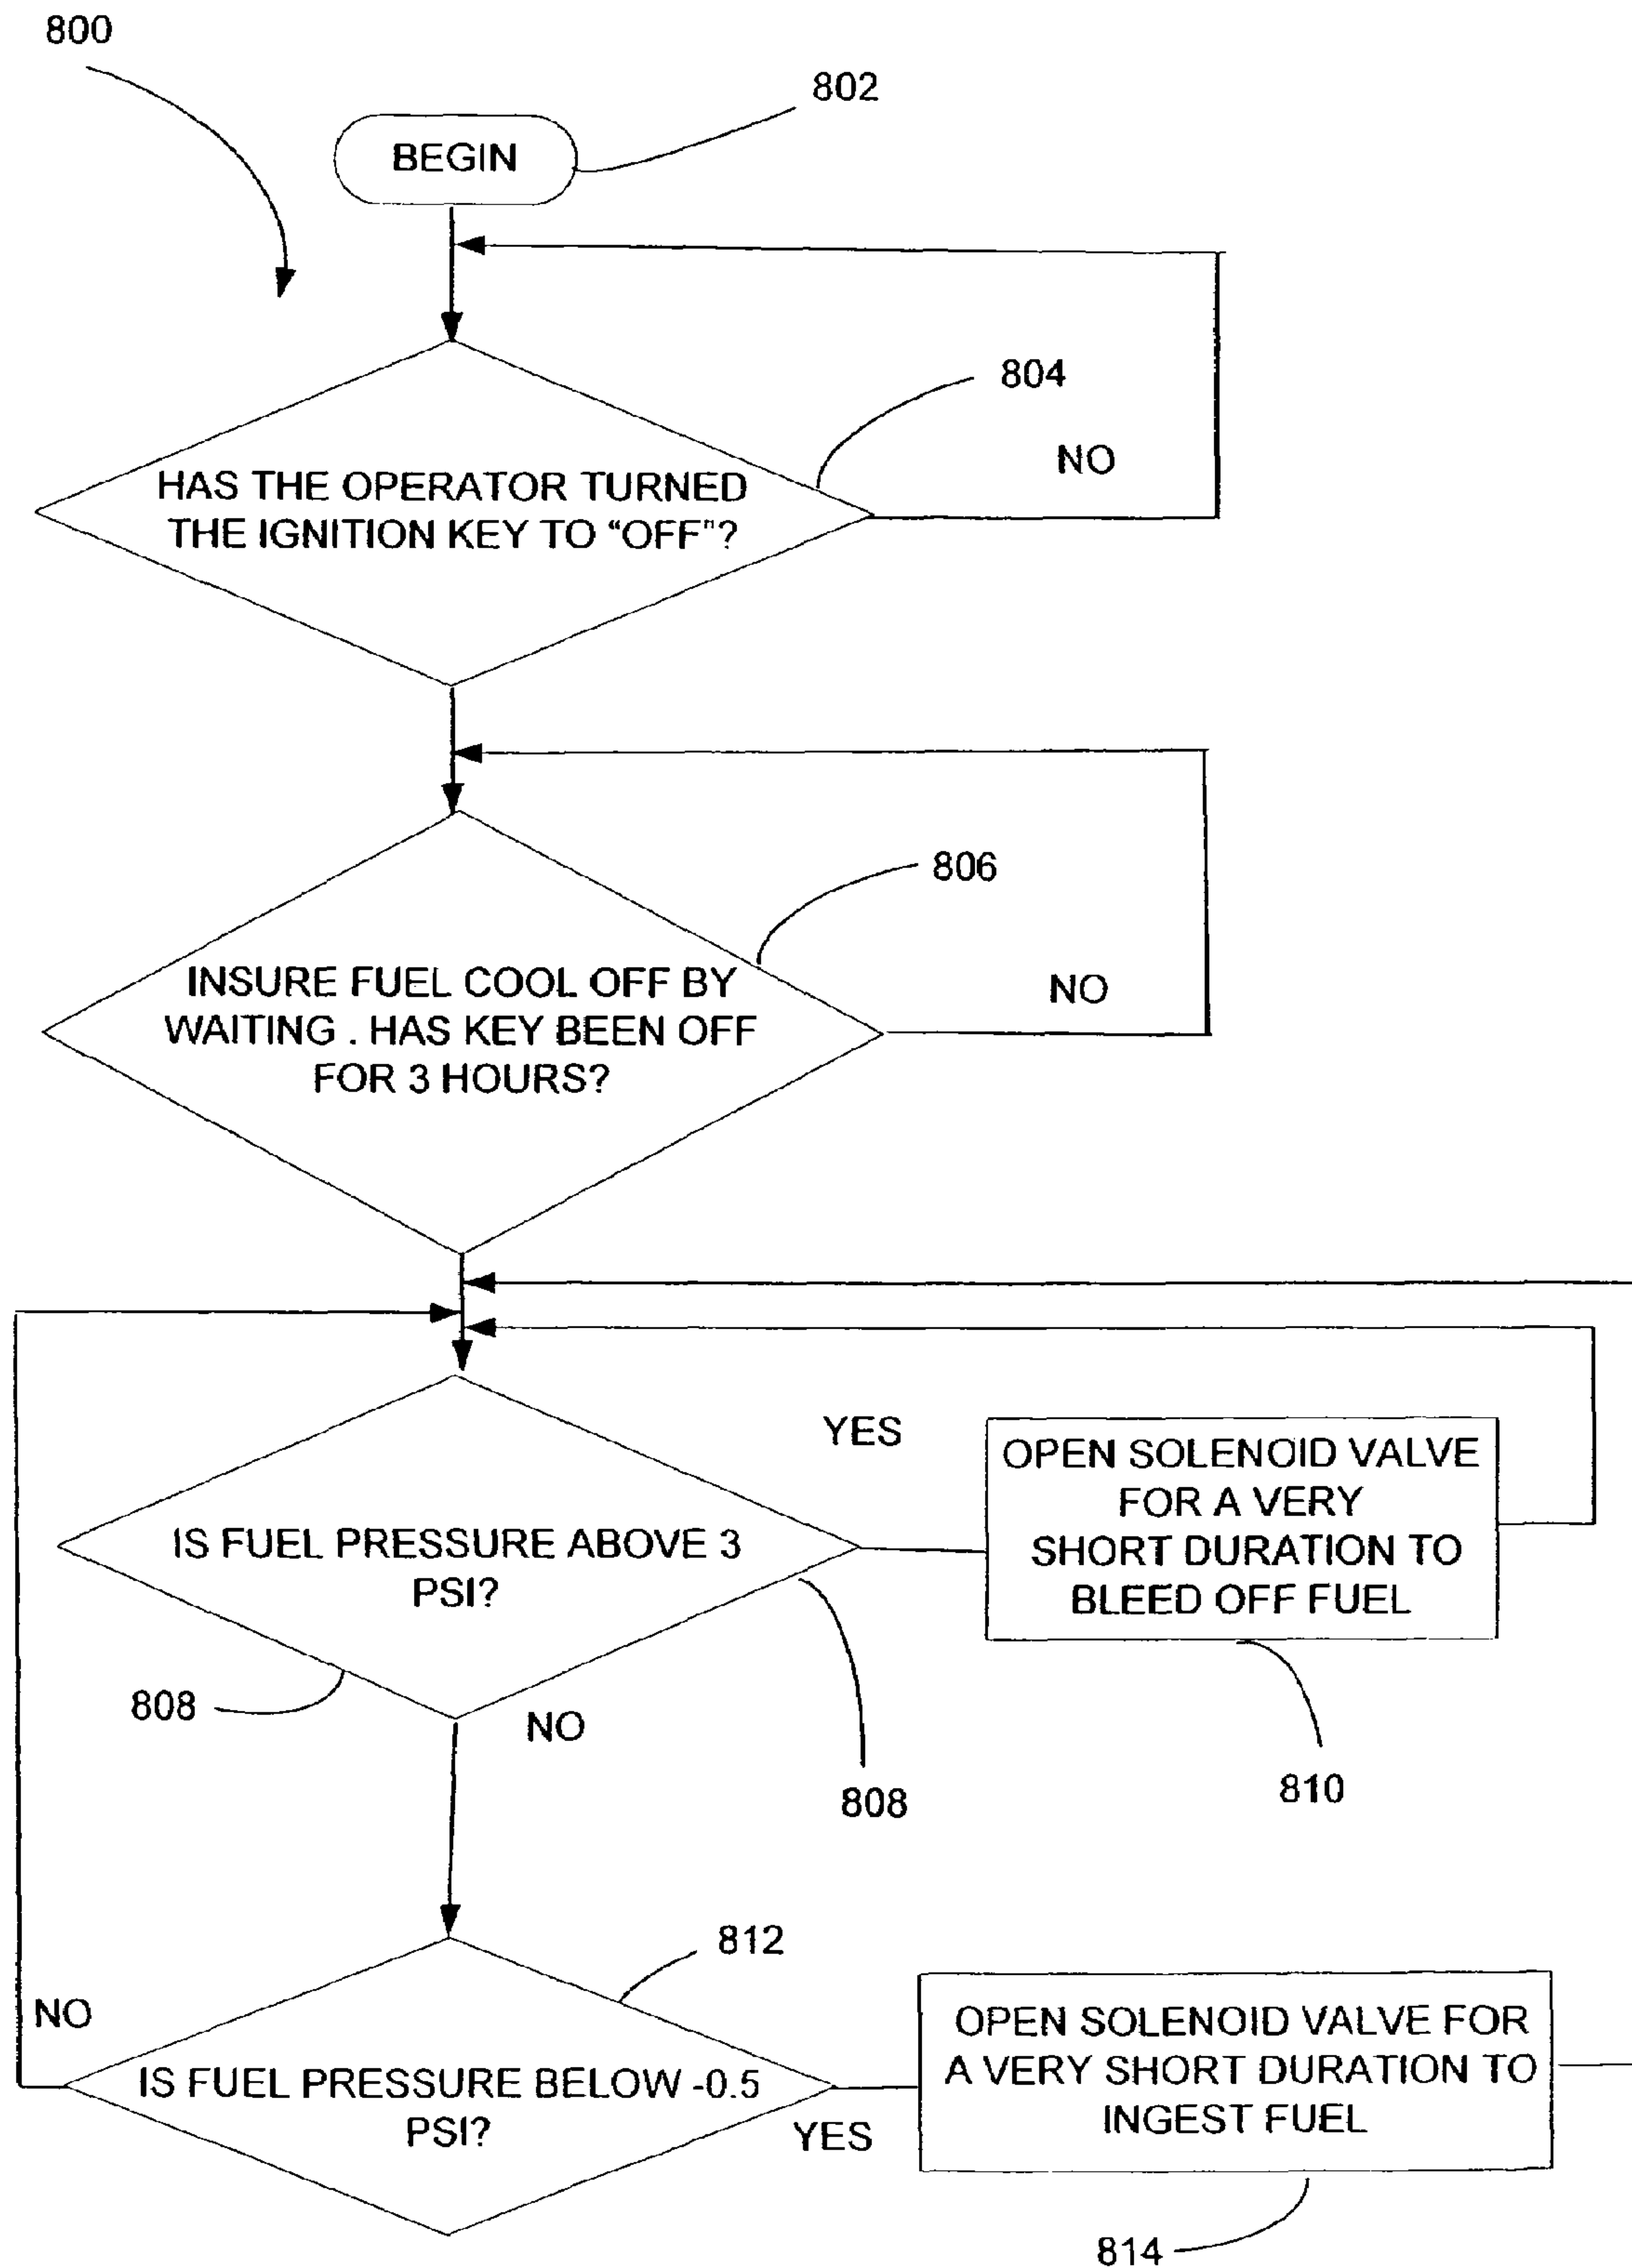 800
802
BEGIN
804
NO
HAS THE OPERATOR TURNED
THE IGNITION KEY TO “OFF”?
806
NO
INSURE FUEL COOL OFF BY
WAITING . HAS KEY BEEN OFF
FOR 3 HOURS?
YES
OPEN SOLENOID VALVE
FOR A VERY
SHORT DURATION TO
BLEED OFF FUEL
IS FUEL PRESSURE ABOVE 3
PSI?
808
NO
808
810
812
NO
IS FUEL PRESSURE BELOW -0.5
PSI?
YES
OPEN SOLENOID VALVE FOR
A VERY SHORT DURATION TO
INGEST FUEL
814